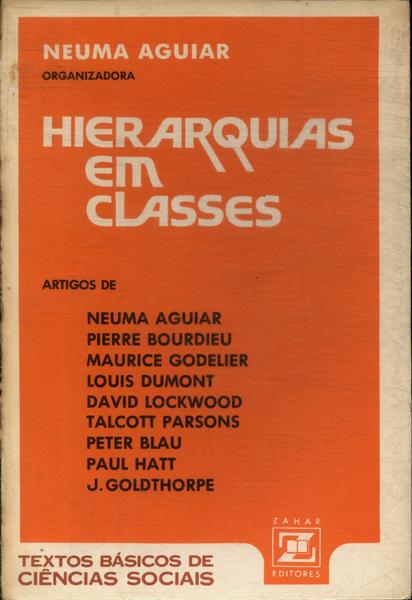 NEUMA AGUIAR
ORGANIZADORA
HIERARQUIAS
EM
CLASSES
ARTIGOS DE
NEUMA AGUIAR
PIERRE BOURDIEU
MAURICE GODELIER
LOUIS DUMONT
DAVID LOCKWOOD
TALCOTT PARSONS
PETER BLAU
PAUL HATT
J. GOLDTHORPE
ZAHAR
EDITORES
TEXTOS BÁSICOS DE
CIÊNCIAS SOCIAIS